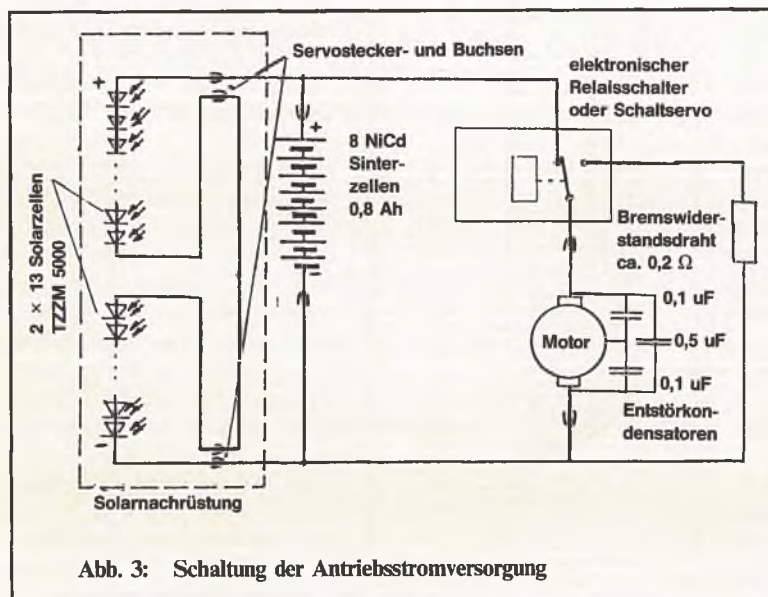 Servostecker- und Buchsen
elektronischer
Relaisschalter
oder Schaltservo
+
+
8 NiCd
Sinter-
zellen
0,8 Ah
-
2 × 13 Solarzellen
TZZM 5000
Bremswider-
standsdraht
ca. 0,2 Ω
0,1 uF
Motor
0,5 uF
0,1 uF
Entstörkon-
densatoren
-
Solarnachrüstung
Abb. 3: Schaltung der Antriebsstromversorgung